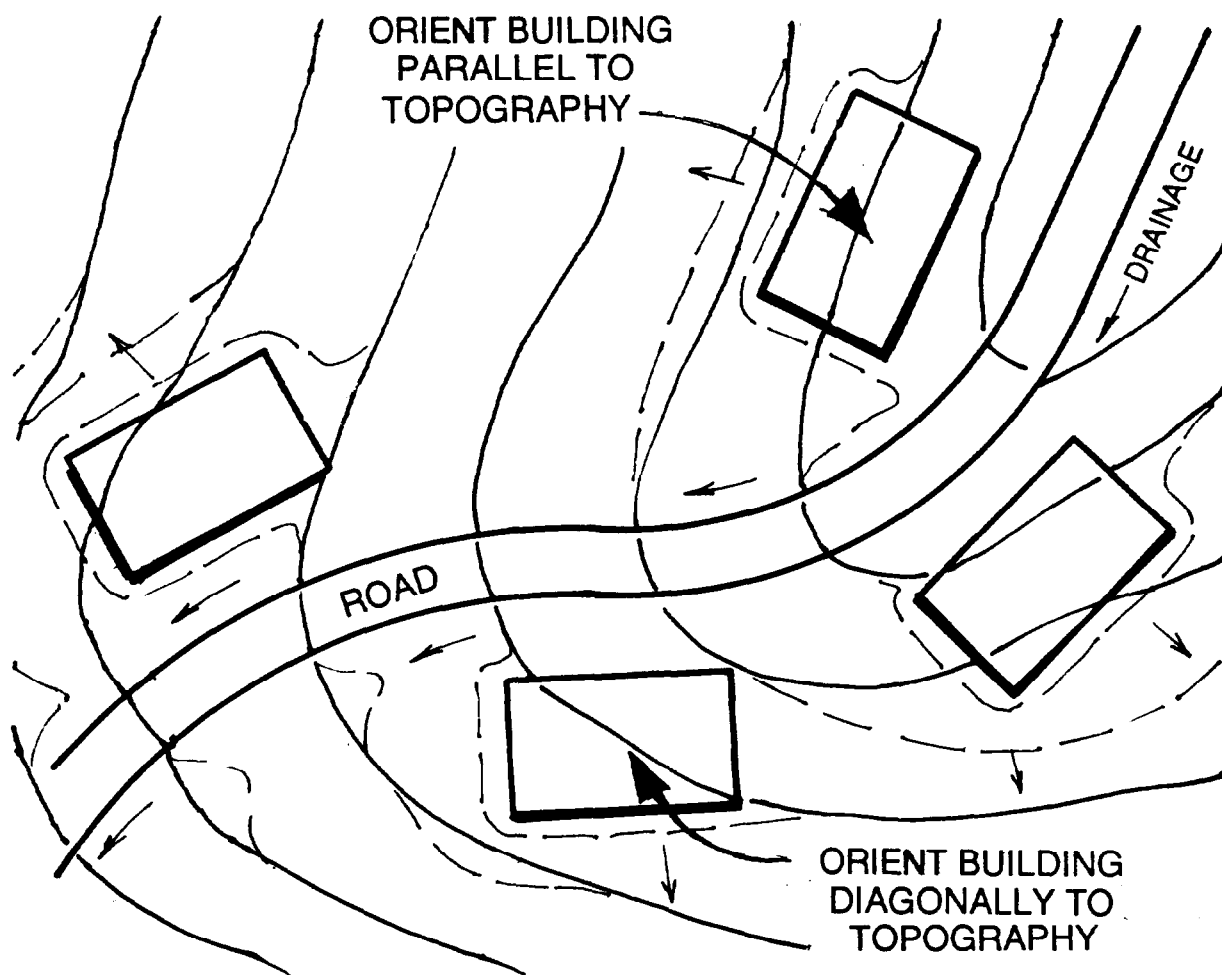 ORIENT BUILDING
PARALLEL TO
TOPOGRAPHY
DRAINAGE
ROAD
ORIENT BUILDING
DIAGONALLY TO
TOPOGRAPHY